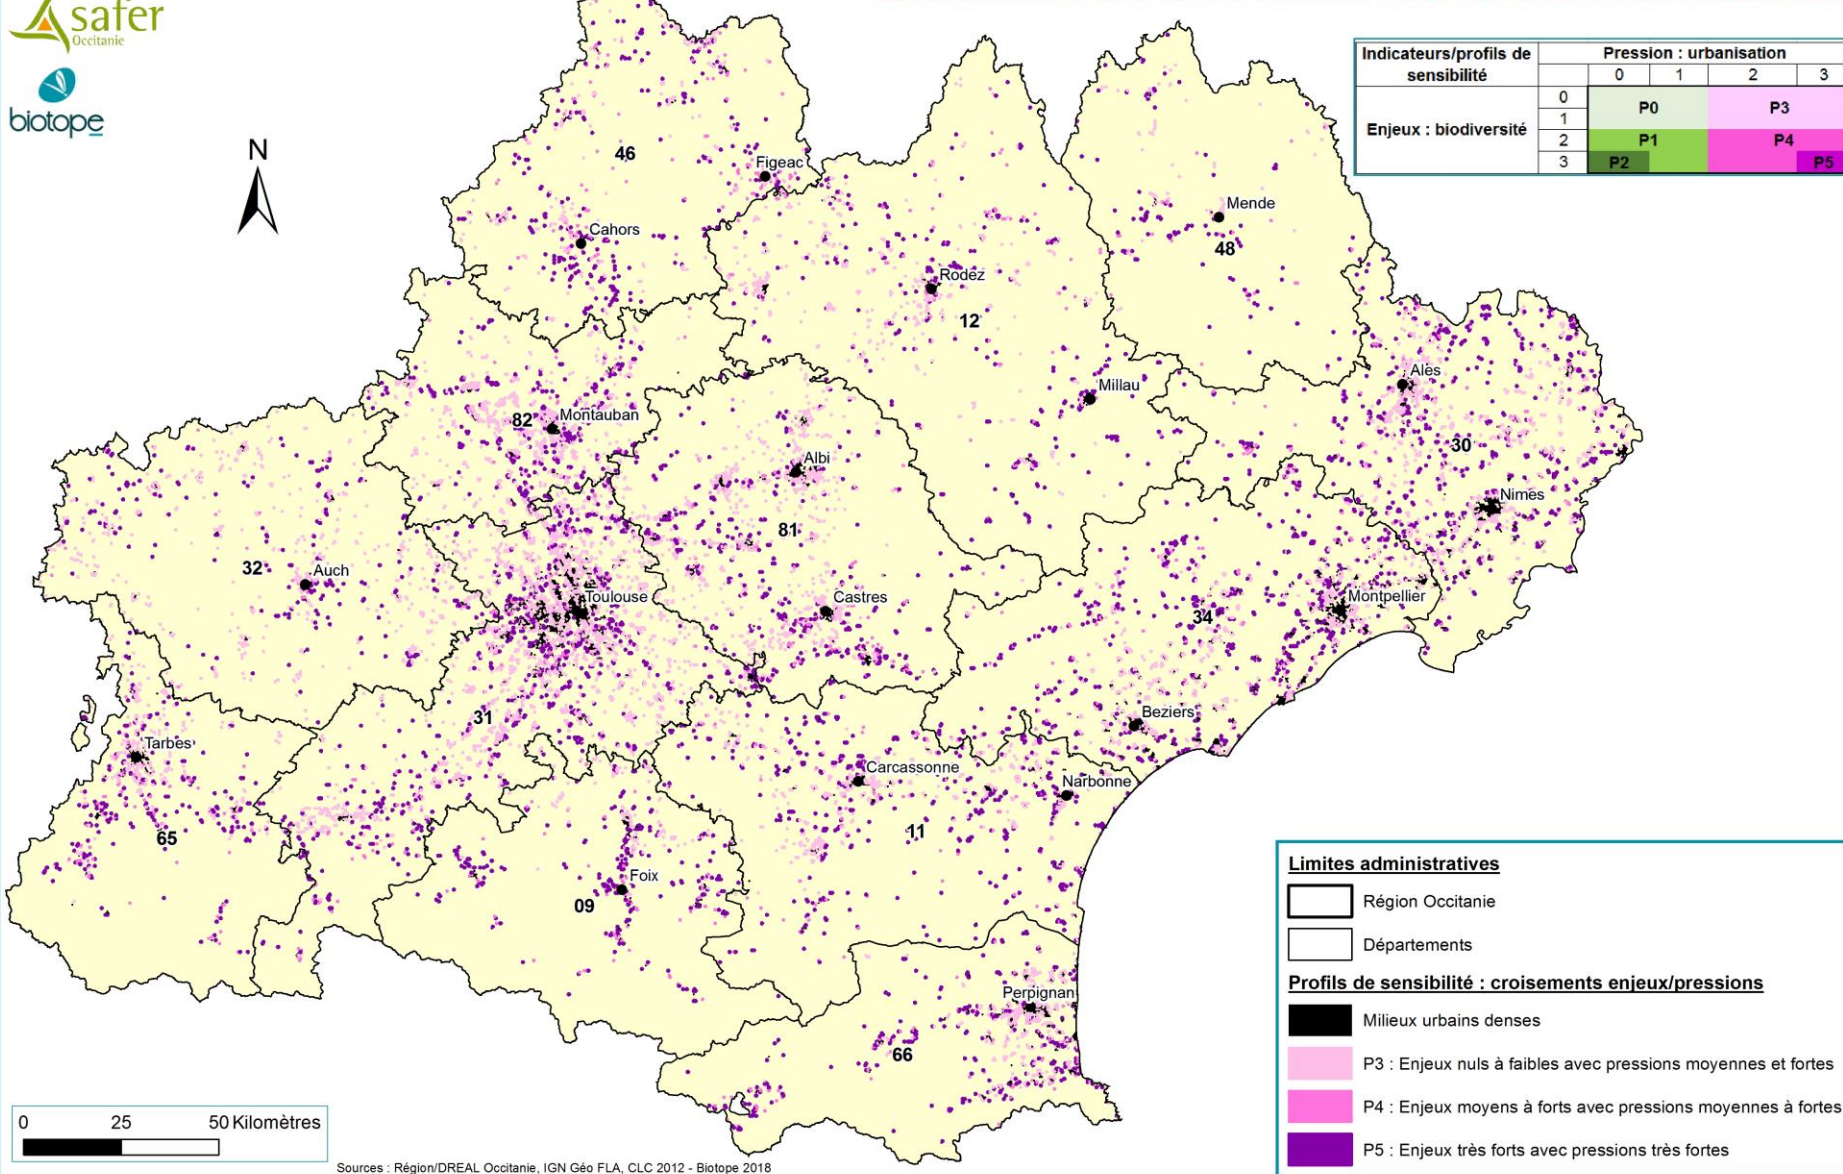 safer
Occitanie
biotope
N
Indicateurs/profils de sensibilité
Pression : urbanisation
0 1 2 3
Enjeux : biodiversité
0
1
2
3
P0 P3
P1 P4
P2 P5
46
Figeac
Cahors
Mende
48
Rodez
12
Millau
Alès
30
Nimes
82
Montauban
Albi
81
32
Auch
Toulouse
Castres
34
Montpellier
31
Beziers
Tarbes
Carcassonne
Narbonne
65
11
Foix
09
Perpignan
66
Limites administratives
Région Occitanie
Départements
Profils de sensibilité : croisements enjeux/pressions
Milieux urbains denses
P3 : Enjeux nuls à faibles avec pressions moyennes et fortes
P4 : Enjeux moyens à forts avec pressions moyennes à fortes
P5 : Enjeux très forts avec pressions très fortes
0 25 50 Kilomètres
Sources : Région/DREAL Occitanie, IGN Géo FLA, CLC 2012 - Biotope 2018